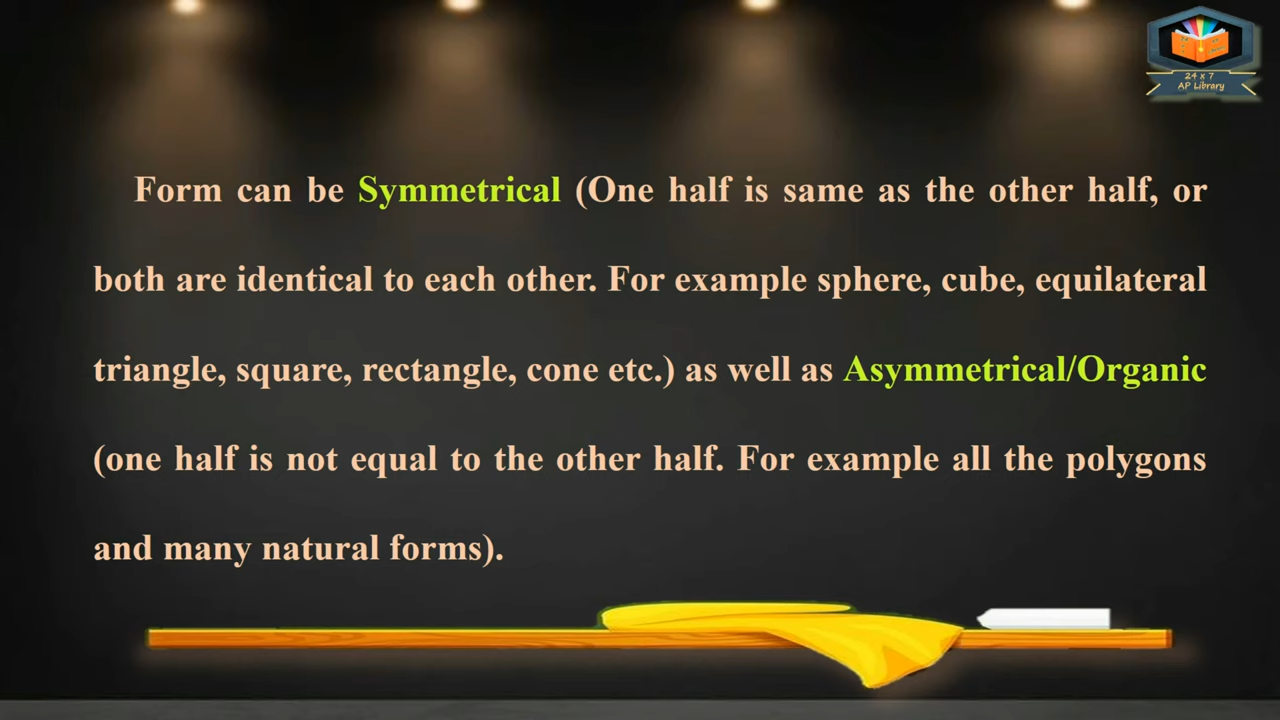 24 x 7
AP Library
Form can be Symmetrical (One half is same as the other half, or
both are identical to each other. For example sphere, cube, equilateral
triangle, square, rectangle, cone etc.) as well as Asymmetrical/Organic
(one half is not equal to the other half. For example all the polygons
and many natural forms).